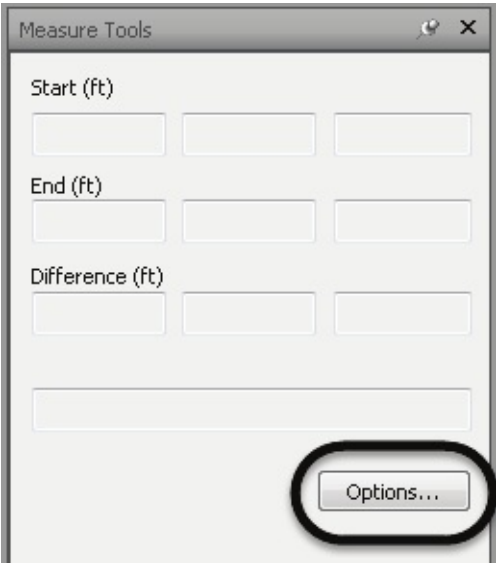 Measure Tools
Start (ft)
End (ft)
Difference (ft)
Options...